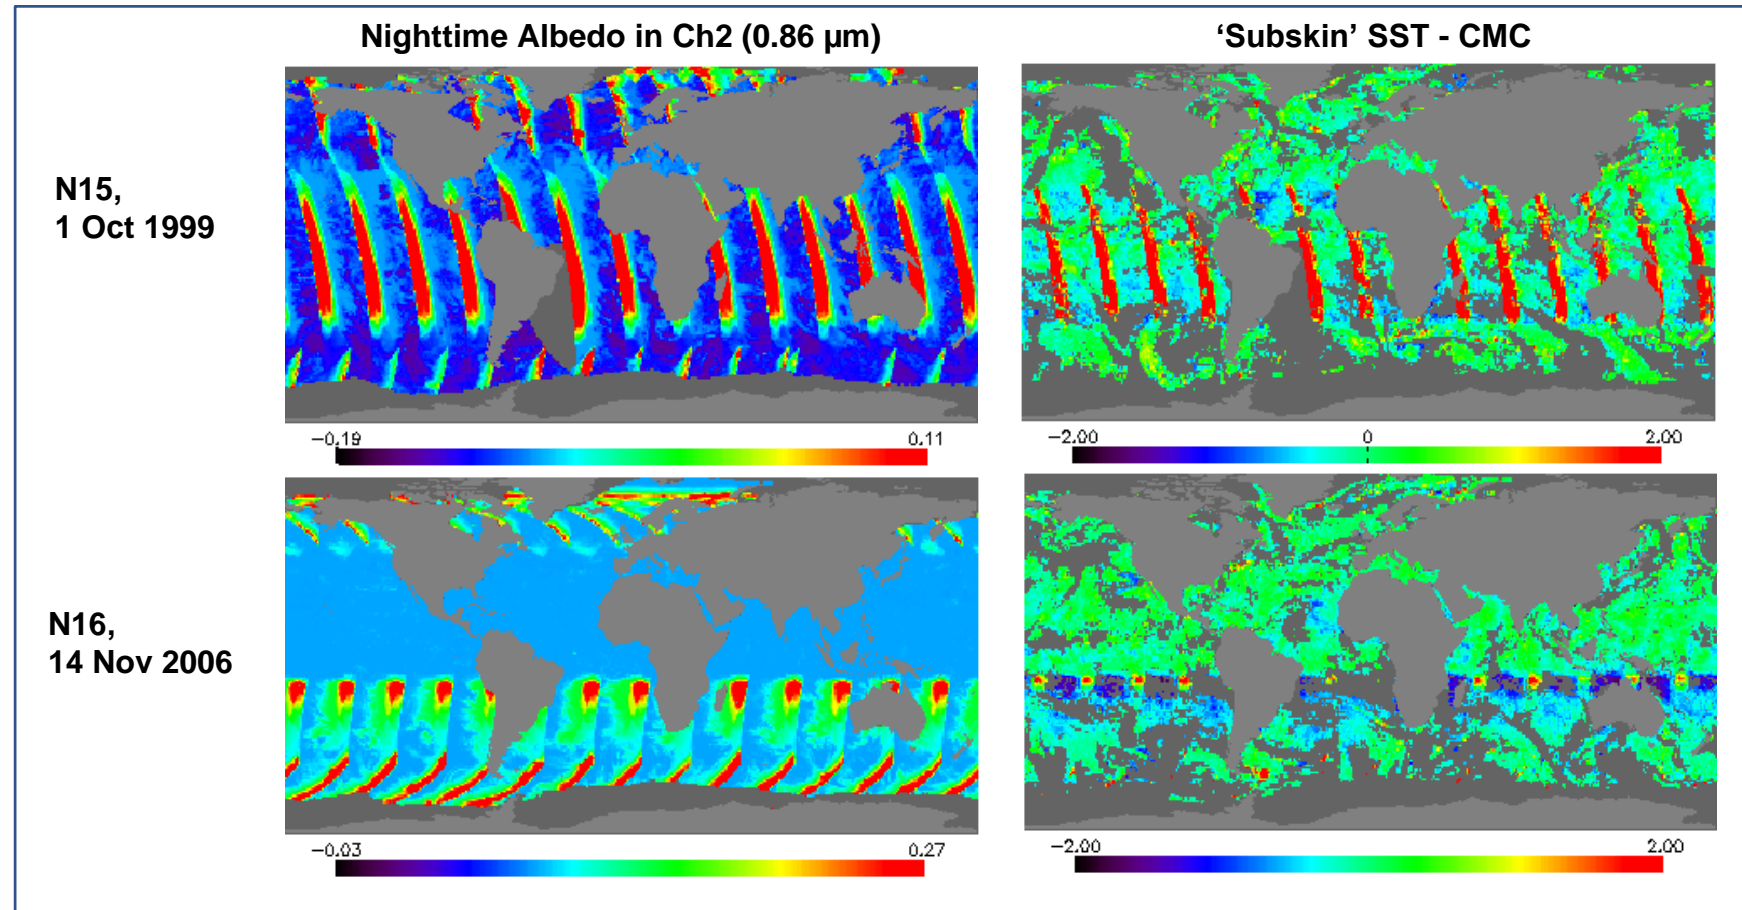 Nighttime Albedo in Ch2 (0.86 µm)
‘Subskin’ SST - CMC
N15,
1 Oct 1999
−0.19
0.11
−2.00
0
2.00
N16,
14 Nov 2006
−0.03
0.27
−2.00
2.00